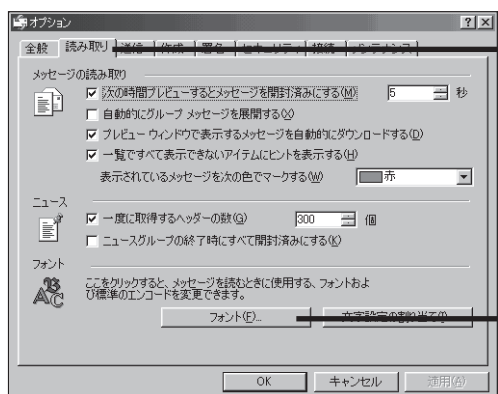 オプション
全般 読み取り 送信 作成 署名 セキュリティ 接続 メンテナンス
メッセージの読み取り
次の時間プレビューするとメッセージを開封済みにする(M) 5 秒
自動的にグループ メッセージを展開する(X)
プレビュー ウィンドウで表示するメッセージを自動的にダウンロードする(D)
一覧ですべて表示できないアイテムにヒントを表示する(H)
表示されているメッセージを次の色でマークする(W) 赤
ニュース
一度に取得するヘッダーの数(G) 300 個
ニュースグループの終了時にすべて開封済みにする(K)
フォント
ここをクリックすると、メッセージを読むときに使用する、フォントおよ
び標準のエンコードを変更できます。
フォント(F)... 文字設定の割り当て(I)
OK キャンセル 適用(A)